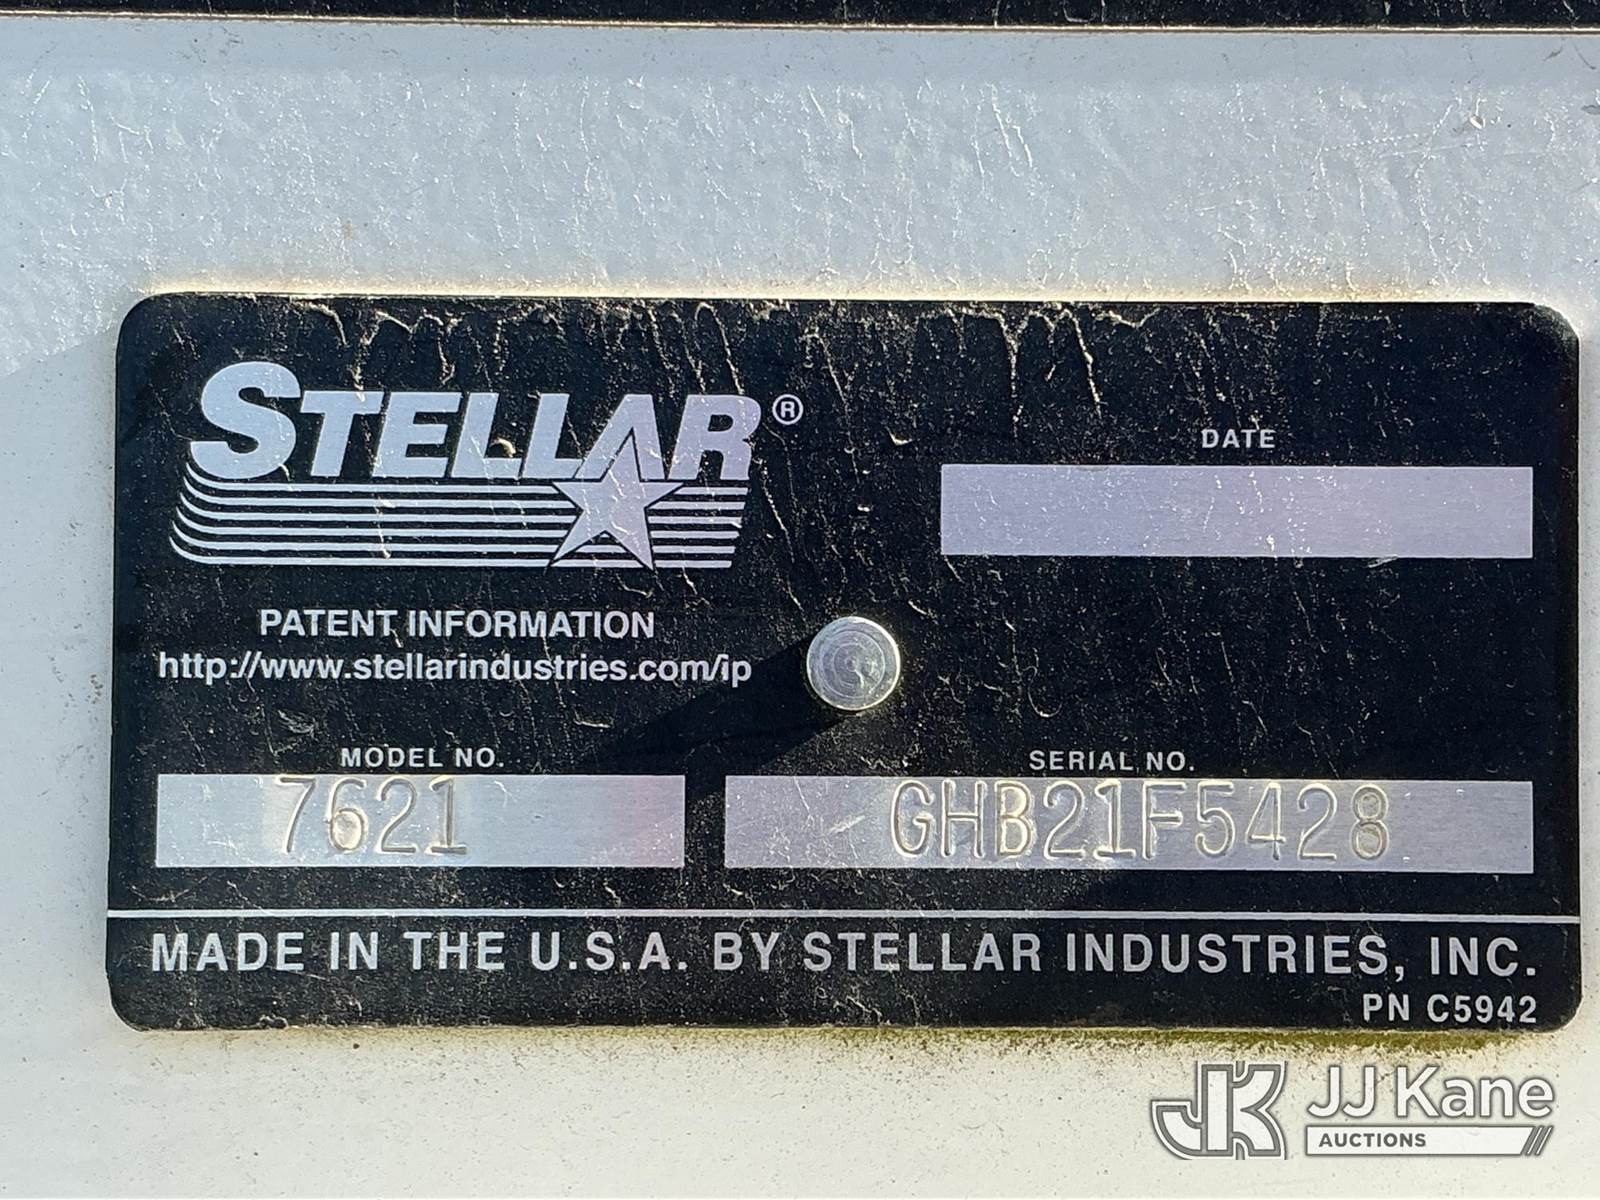 STELLAR®
DATE
PATENT INFORMATION
http://www.stellarindustries.com/ip
MODEL NO.
7621
SERIAL NO.
GHB21F5428
MADE IN THE U.S.A. BY STELLAR INDUSTRIES, INC.
PN C5942
JK JJ Kane
AUCTIONS